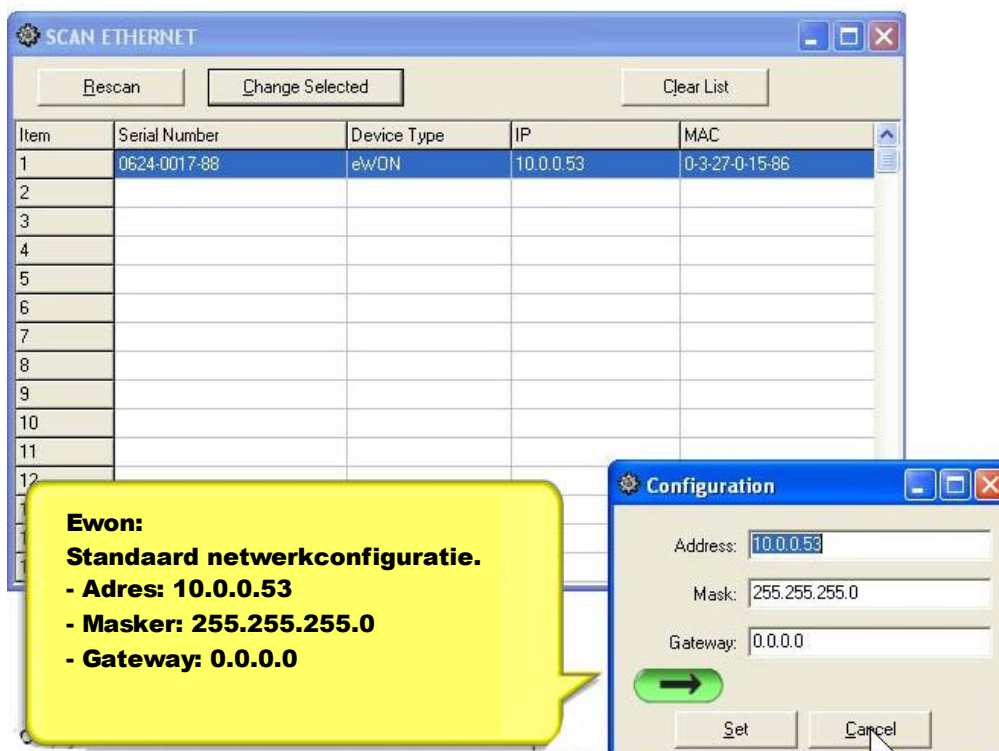 SCAN ETHERNET
Rescan
Change Selected
Clear List
Item Serial Number Device Type IP MAC
1 0624-0017-88 eWON 10.0.0.53 0-3-27-0-15-86
2
3
4
5
6
7
8
9
10
11
12
Ewon:
Standaard netwerkconfiguratie.
- Adres: 10.0.0.53
- Masker: 255.255.255.0
- Gateway: 0.0.0.0
Configuration
Address: 10.0.0.53
Mask: 255.255.255.0
Gateway: 0.0.0.0
Set
Cancel